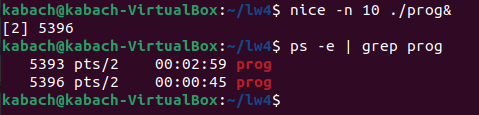 kabach@kabach-VirtualBox:~/lw4$ nice -n 10 ./prog&
[2] 5396
kabach@kabach-VirtualBox:~/lw4$ ps -e | grep prog
   5393 pts/2    00:02:59 prog
   5396 pts/2    00:00:45 prog
kabach@kabach-VirtualBox:~/lw4$